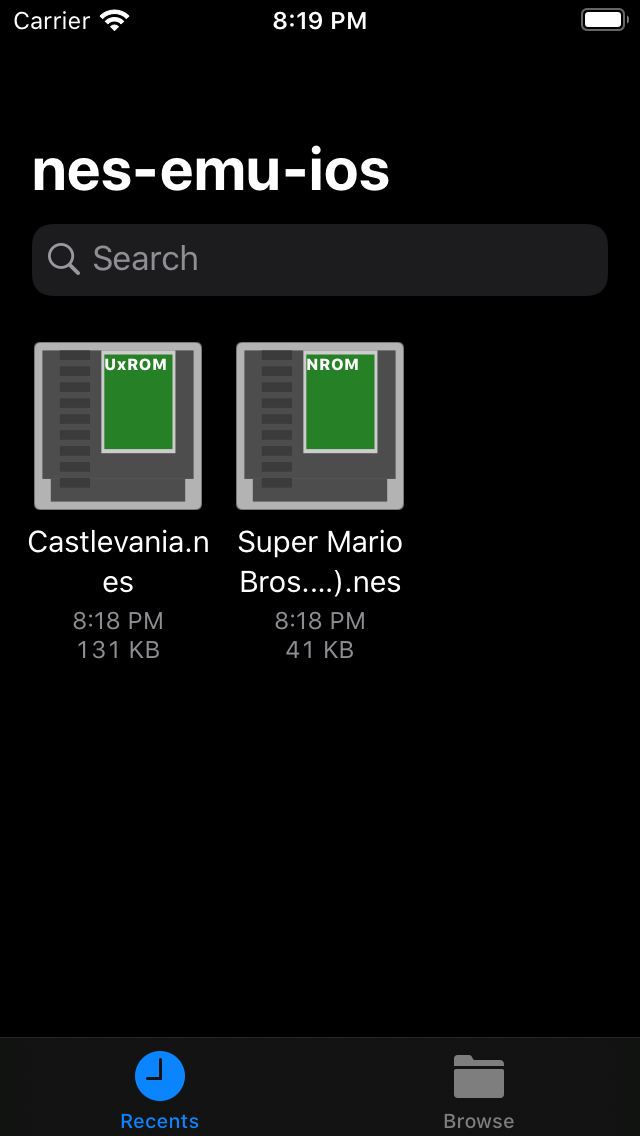 Carrier 8:19 PM
nes-emu-ios
Search
UxROM NROM
Castlevania.n
es
8:18 PM
131 KB
Super Mario
Bros....).nes
8:18 PM
41 KB
Recents Browse